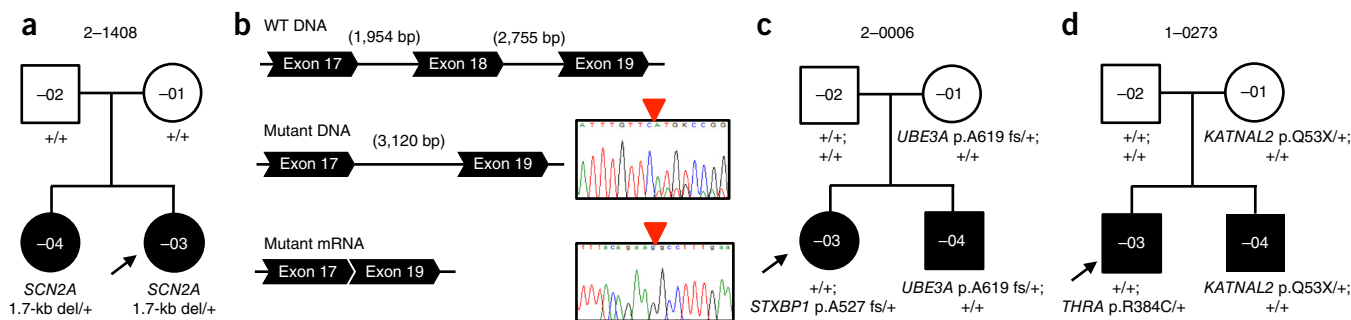 a
2–1408
–02
–01
+/+
+/+
–04
–03
SCN2A
1.7-kb del/+
SCN2A
1.7-kb del/+
b
WT DNA
(1,954 bp)
(2,755 bp)
Exon 17
Exon 18
Exon 19
Mutant DNA
(3,120 bp)
Exon 17
Exon 19
ATTTGTTCATGKCCGG
Mutant mRNA
Exon 17
Exon 19
tttacagaaggcctttgaa
c
2–0006
–02
–01
+/+;
+/+
UBE3A p.A619 fs/+;
+/+
–03
–04
+/+;
STXBP1 p.A527 fs/+
UBE3A p.A619 fs/+;
+/+
d
1–0273
–02
–01
+/+;
+/+
KATNAL2 p.Q53X/+;
+/+
–03
–04
+/+;
THRA p.R384C/+
KATNAL2 p.Q53X/+;
+/+